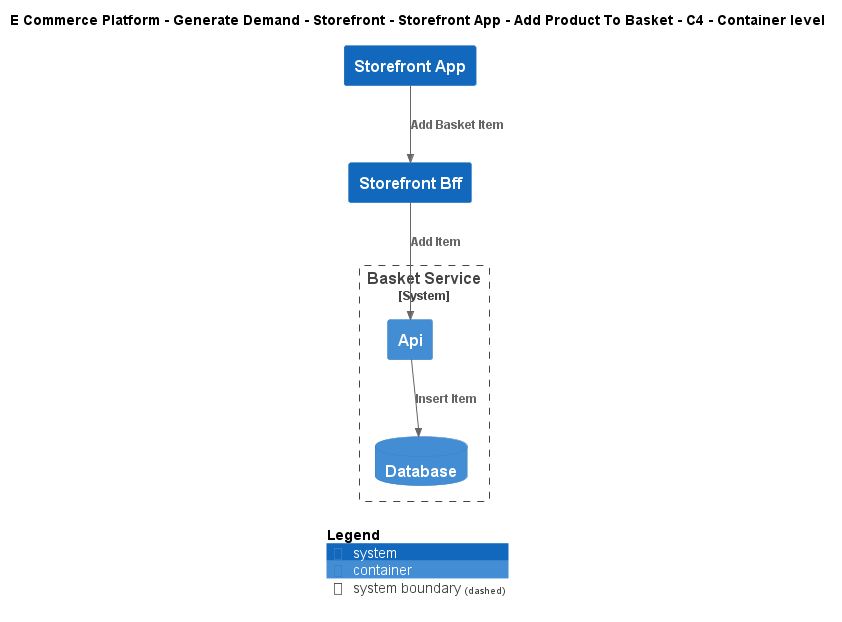 E Commerce Platform - Generate Demand - Storefront - Storefront App - Add Product To Basket - C4 - Container level
Storefront App
Add Basket Item
Storefront Bff
Add Item
Basket Service
[System]
Api
Insert Item
Database
Legend
system
container
system boundary (dashed)